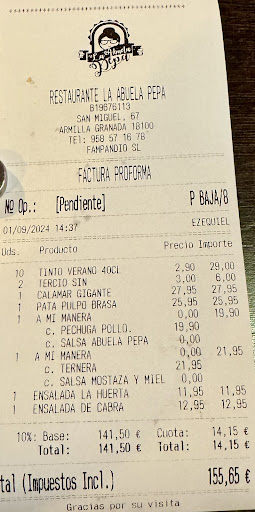 La Abuela
Pepa
RESTAURANTE LA ABUELA PEPA
B19676113
SAN MIGUEL, 67
ARMILLA GRANADA 18100
Tel: 958 57 16 78
FAMPANDIO SL
FACTURA PROFORMA
Nº Op.: [Pendiente] P BAJA/8
01/09/2024 14:37 EZEQUIEL
Uds. Producto Precio Importe
10 TINTO VERANO 40CL 2,90 29,00
2 TERCIO SIN 3,00 6,00
1 CALAMAR GIGANTE 27,95 27,95
1 PATA PULPO BRASA 25,95 25,95
1 A MI MANERA 0,00 19,90
c. PECHUGA POLLO. 19,90
c. SALSA ABUELA PEPA 0,00
1 A MI MANERA 0,00 21,95
c. TERNERA 21,95
c. SALSA MOSTAZA Y MIEL 0,00
1 ENSALADA LA HUERTA 11,95 11,95
1 ENSALADA DE CABRA 12,95 12,95
10%: Base: 141,50 € Cuota: 14,15 €
Total: 141,50 € Total: 14,15 €
tal (Impuestos Incl.) 155,65 €
Gracias por su visita